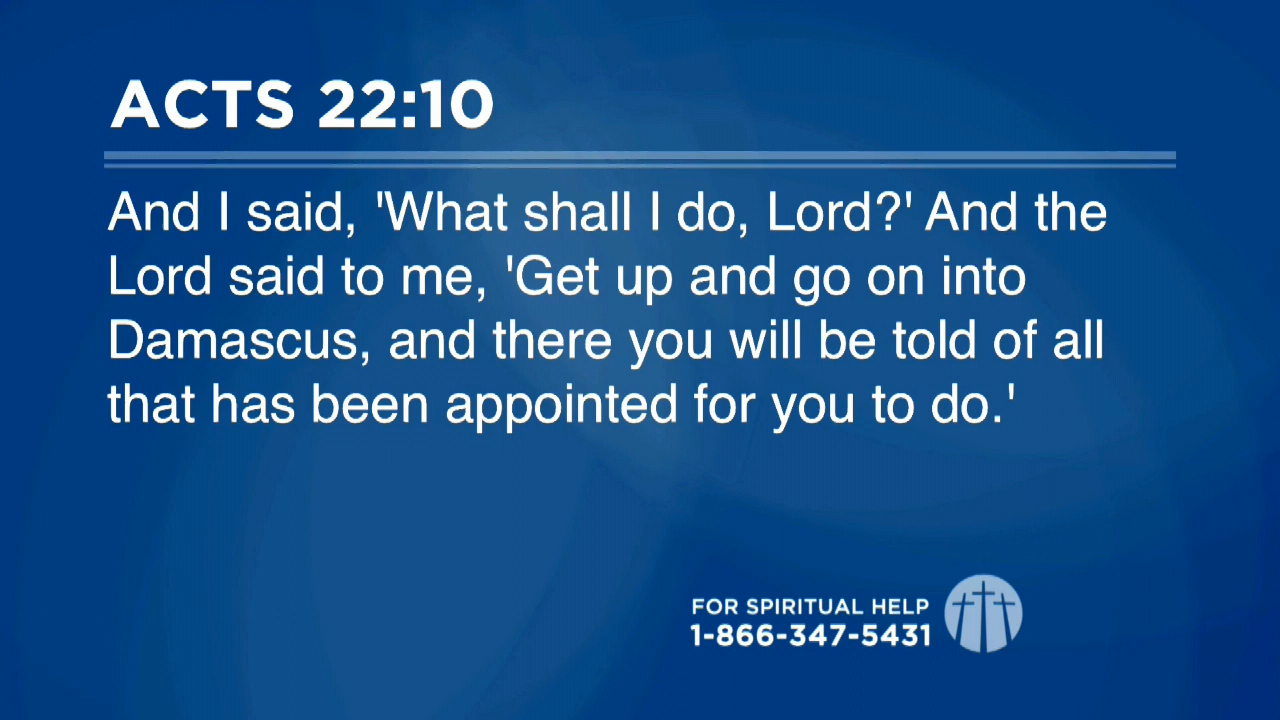 ACTS 22:10
And I said, 'What shall I do, Lord?' And the
Lord said to me, 'Get up and go on into
Damascus, and there you will be told of all
that has been appointed for you to do.'
FOR SPIRITUAL HELP
1-866-347-5431